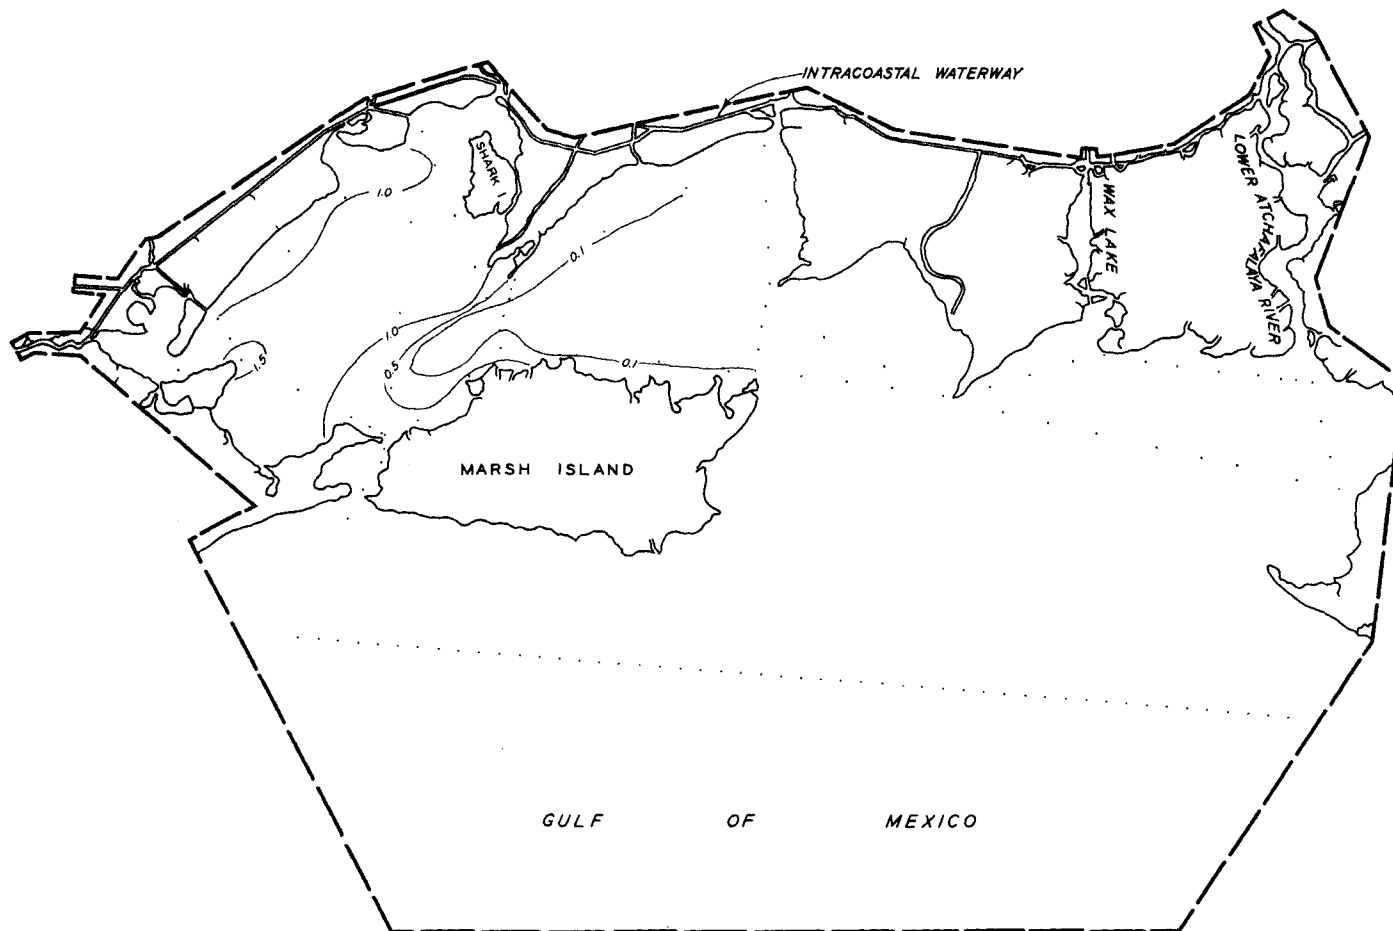 INTRACOASTAL WATERWAY
SHARK I.
1.0
LOWER ATCHAFALAYA RIVER
WAX LAKE
0.1
1.0
1.5
0.5
0.1
MARSH ISLAND
GULF OF MEXICO